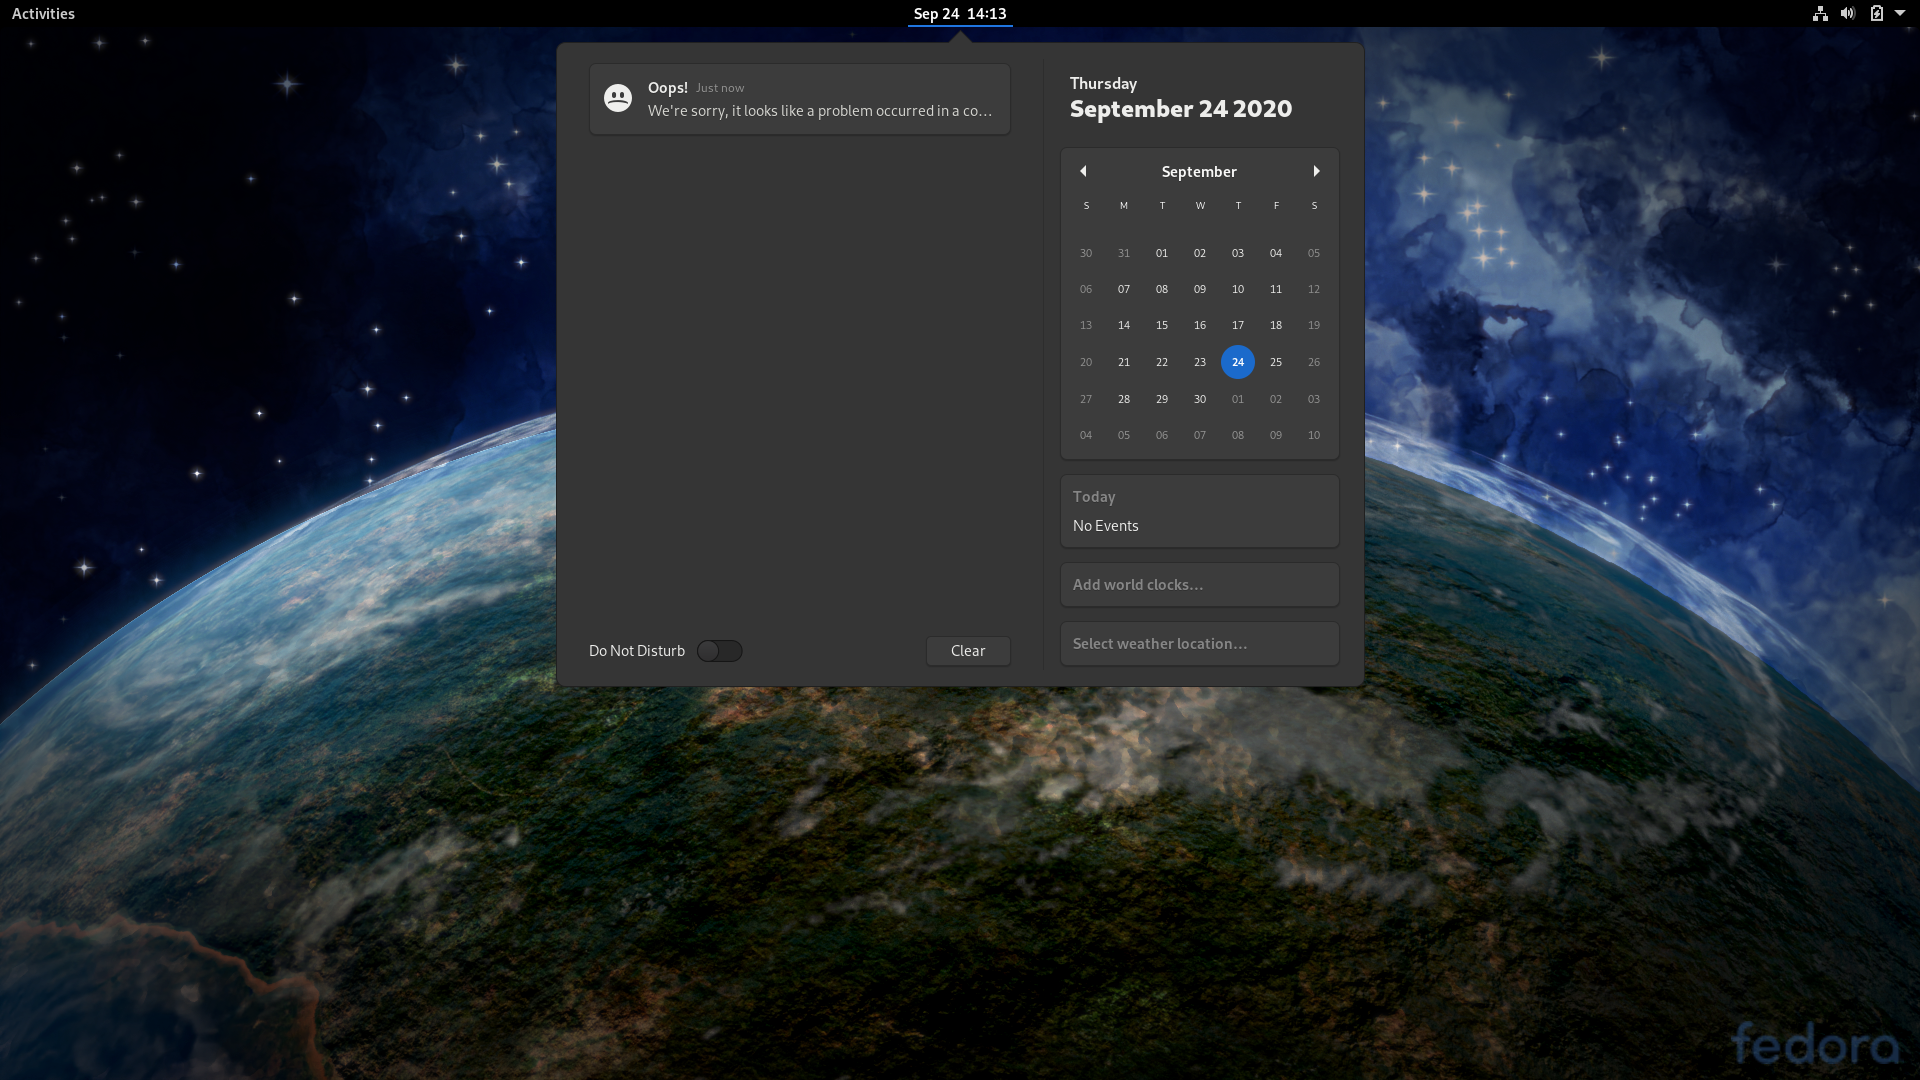 Activities
Sep 24 14:13
Oops! Just now
We're sorry, it looks like a problem occurred in a co…
Do Not Disturb
Clear
Thursday
September 24 2020
September
S M T W T F S
30 31 01 02 03 04 05
06 07 08 09 10 11 12
13 14 15 16 17 18 19
20 21 22 23 24 25 26
27 28 29 30 01 02 03
04 05 06 07 08 09 10
Today
No Events
Add world clocks…
Select weather location…
fedora